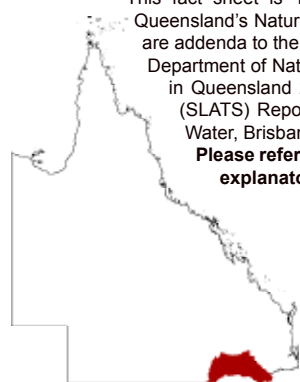 This fact sheet is
Queensland's Natur
are addenda to the
Department of Nat
in Queensland
(SLATS) Repo
Water, Brisban
Please refer
explanato